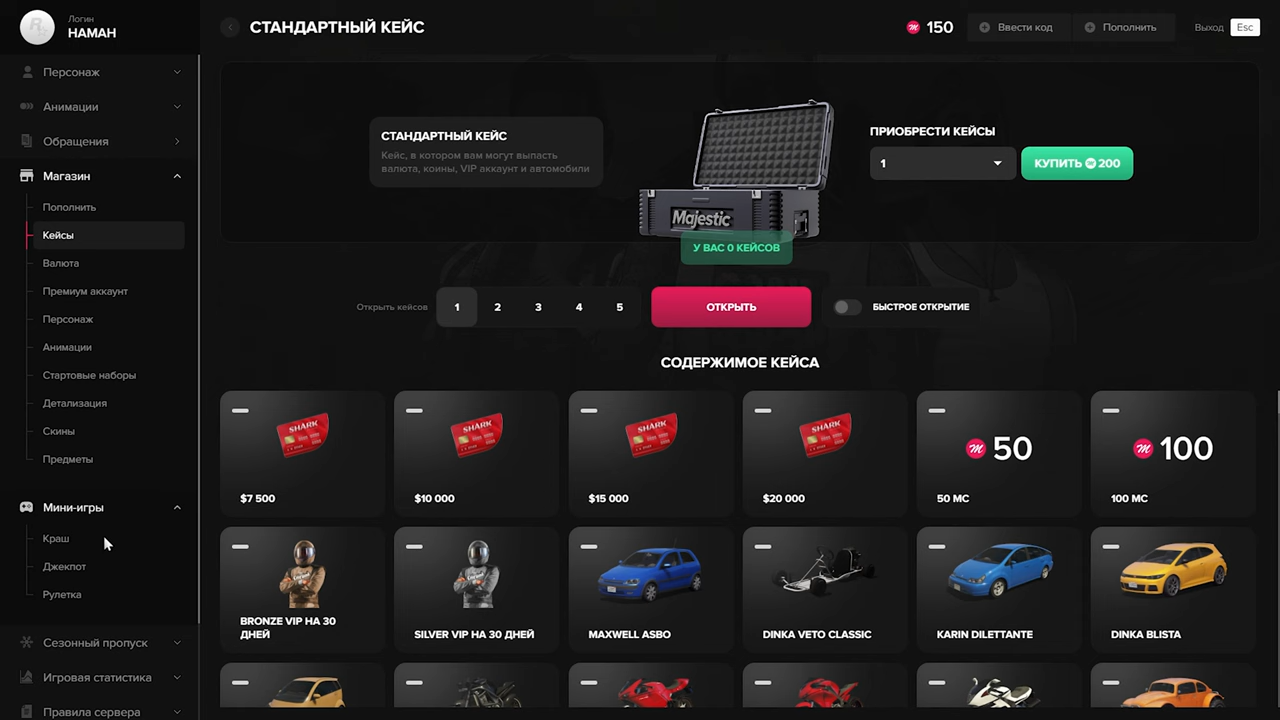 Логин
НАМАН
СТАНДАРТНЫЙ КЕЙС
150
Ввести код
Пополнить
Выход
Esc
Персонаж
Анимации
Обращения
Магазин
Пополнить
Кейсы
Валюта
Премиум аккаунт
Персонаж
Анимации
Стартовые наборы
Детализация
Скины
Предметы
Мини-игры
Краш
Джекпот
Рулетка
Сезонный пропуск
Игровая статистика
Правила сервера
СТАНДАРТНЫЙ КЕЙС
Кейс, в котором вам могут выпасть
валюта, коины, VIP аккаунт и автомобили
Majestic
ПРИОБРЕСТИ КЕЙСЫ
1
КУПИТЬ 200
У ВАС 0 КЕЙСОВ
Открыть кейсов
1
2
3
4
5
ОТКРЫТЬ
БЫСТРОЕ ОТКРЫТИЕ
СОДЕРЖИМОЕ КЕЙСА
SHARK
$7 500
SHARK
$10 000
SHARK
$15 000
SHARK
$20 000
50
50 MC
100
100 MC
BRONZE VIP НА 30
ДНЕЙ
SILVER VIP НА 30 ДНЕЙ
MAXWELL ASBO
DINKA VETO CLASSIC
KARIN DILETTANTE
DINKA BLISTA